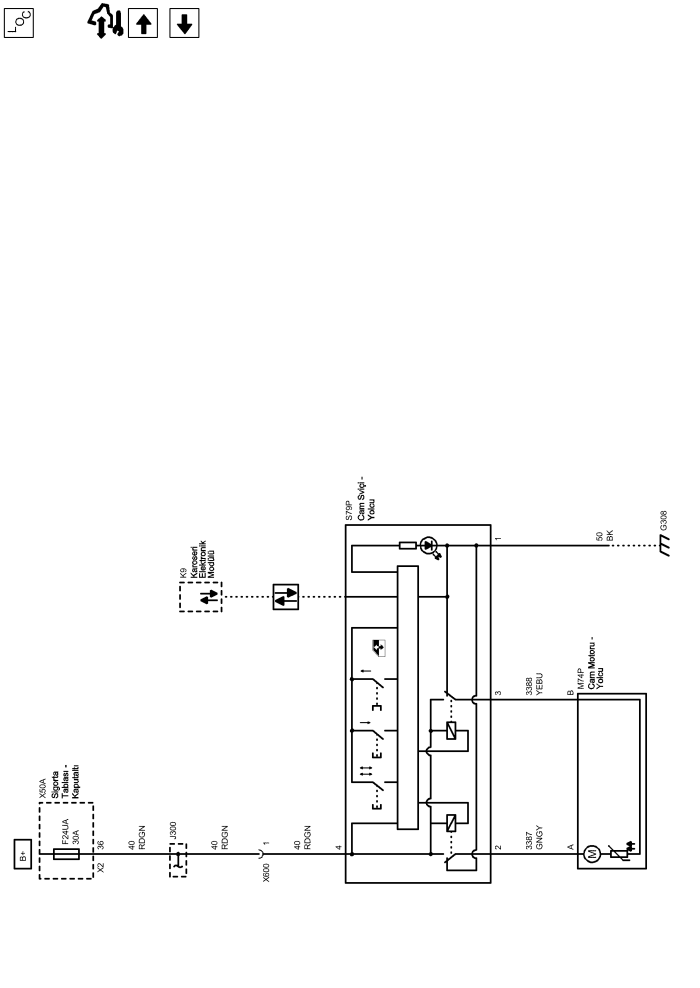 LOC
B+
X50A
Sigorta
Tablası -
Kaputaltı
F24UA
30A
36
X2
40
RDGN
J300
40
RDGN
1
X600
40
RDGN
4
K9
Karoseri
Elektronik
Modülü
S79P
Cam Sviçi -
Yolcu
2
3
1
3387
GNGY
3388
YEBU
50
BK
G308
A
B
M74P
Cam Motoru -
Yolcu
M